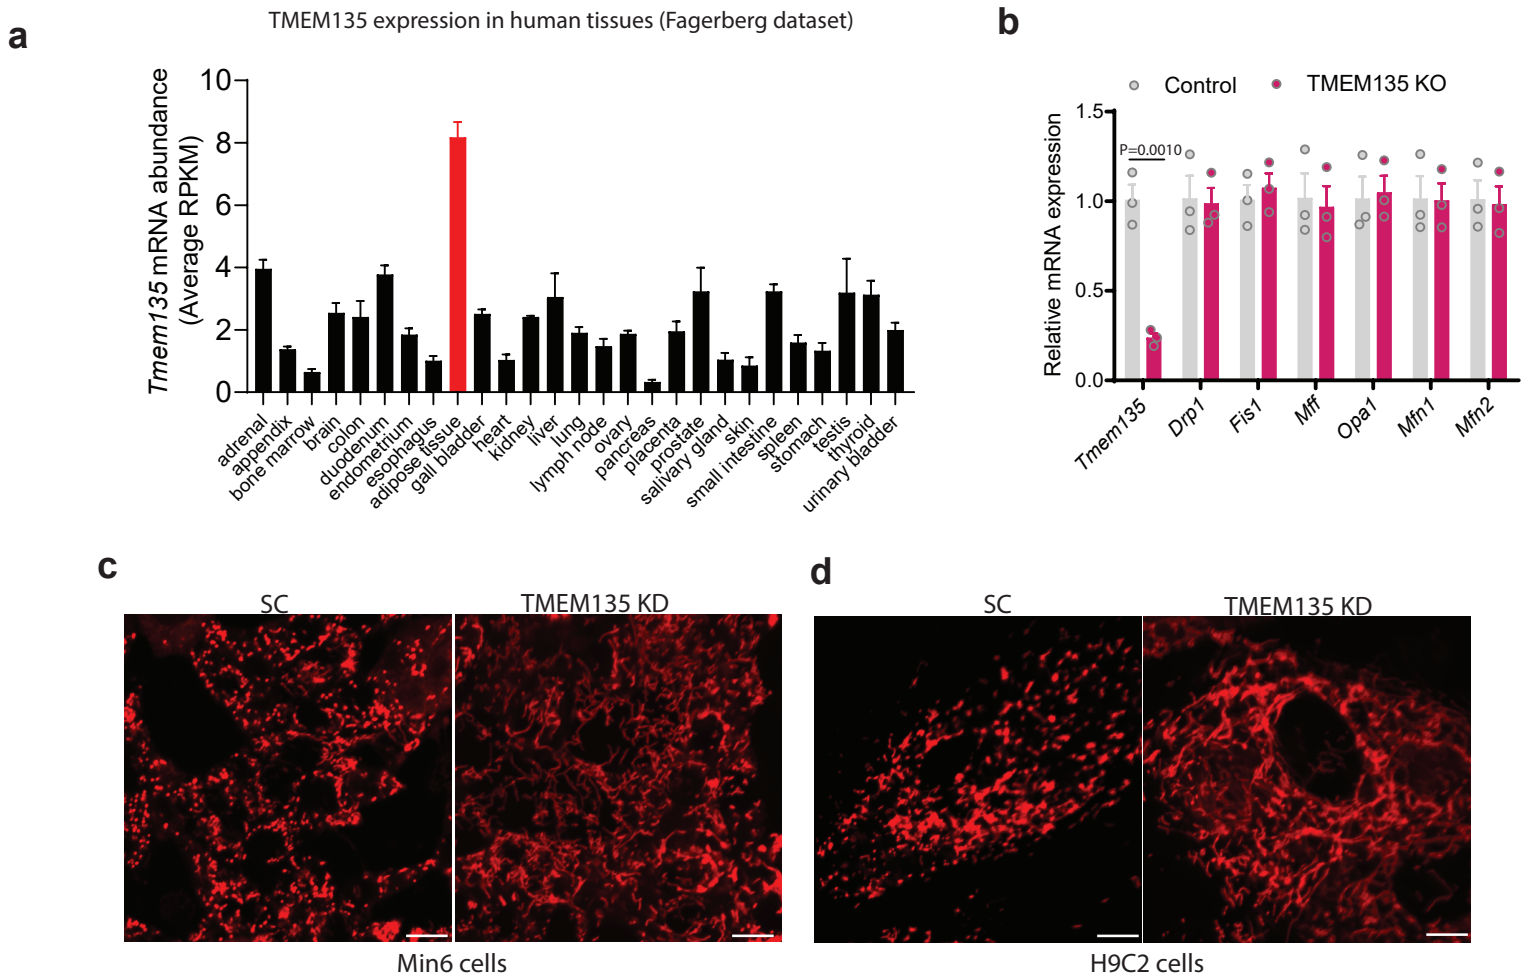 a
TMEM135 expression in human tissues (Fagerberg dataset)
Tmem135 mRNA abundance
(Average RPKM)
10
8
6
4
2
0
adrenal
appendix
bone marrow
brain
colon
duodenum
endometrium
esophagus
adipose tissue
gall bladder
heart
kidney
liver
lung
lymph node
ovary
pancreas
placenta
prostate
salivary gland
skin
small intestine
spleen
stomach
testis
thyroid
urinary bladder
b
Control
TMEM135 KO
Relative mRNA expression
1.5
1.0
0.5
0.0
P=0.0010
Tmem135
Drp1
Fis1
Mff
Opa1
Mfn1
Mfn2
c
SC
TMEM135 KD
Min6 cells
d
SC
TMEM135 KD
H9C2 cells